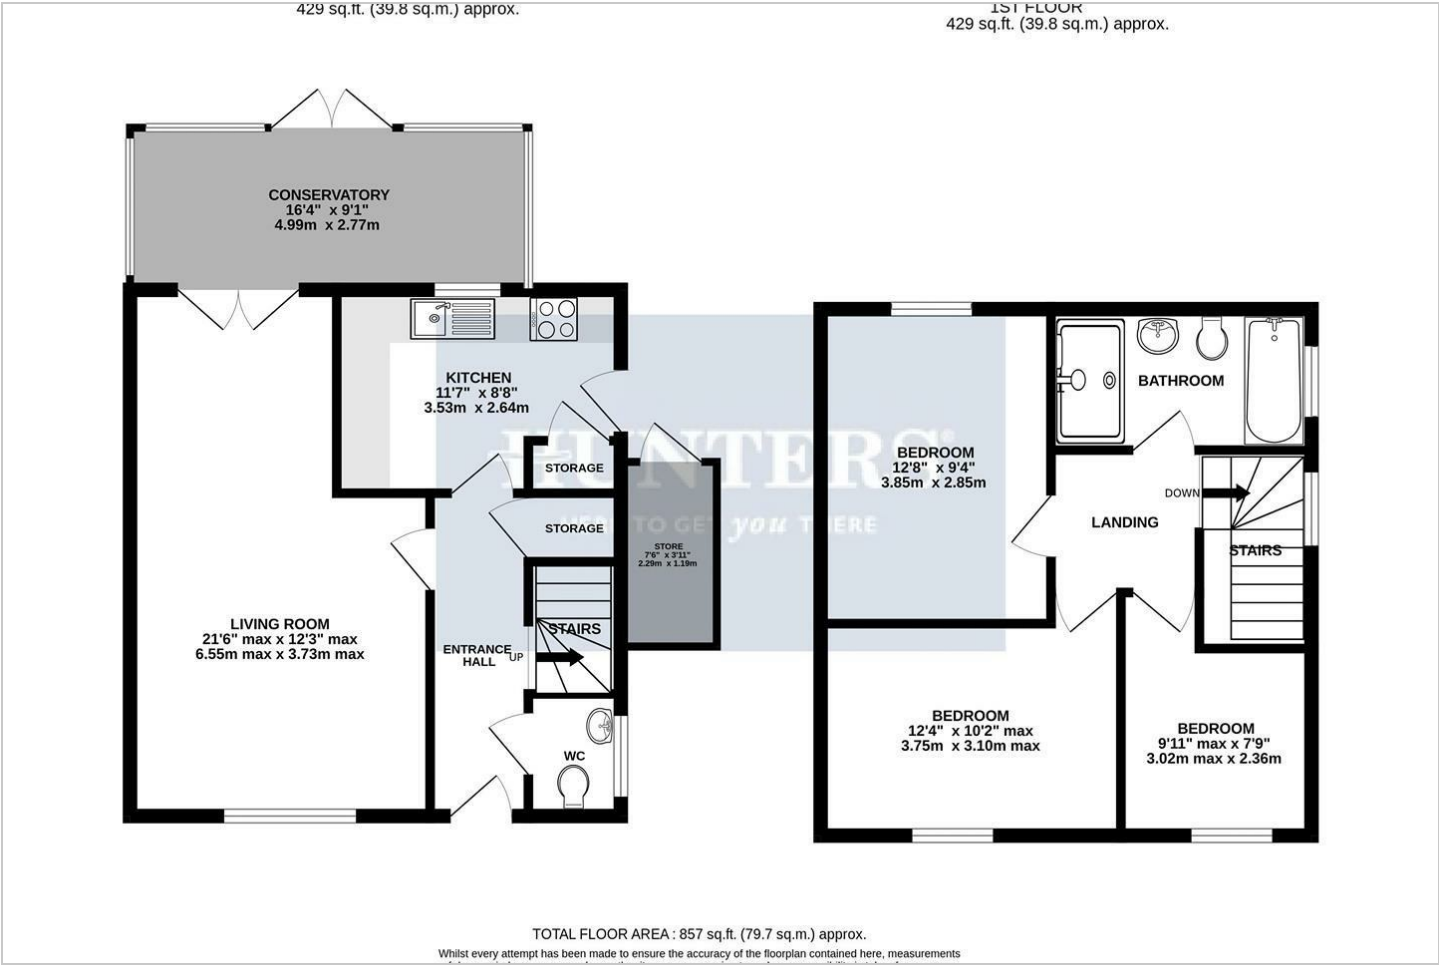 429 sq.ft. (39.8 sq.m.) approx.
1ST FLOOR
429 sq.ft. (39.8 sq.m.) approx.
CONSERVATORY
16'4" x 9'1"
4.99m x 2.77m
KITCHEN
11'7" x 8'8"
3.53m x 2.64m
STORAGE
STORAGE
STORE
7'6" x 3'11"
2.29m x 1.19m
LIVING ROOM
21'6" max x 12'3" max
6.55m max x 3.73m max
ENTRANCE
HALL
UP
STAIRS
WC
HUNTERS®
HERE TO GET you THERE
BEDROOM
12'8" x 9'4"
3.85m x 2.85m
BATHROOM
DOWN
LANDING
STAIRS
BEDROOM
12'4" x 10'2" max
3.75m x 3.10m max
BEDROOM
9'11" max x 7'9"
3.02m max x 2.36m
TOTAL FLOOR AREA : 857 sq.ft. (79.7 sq.m.) approx.
Whilst every attempt has been made to ensure the accuracy of the floorplan contained here, measurements